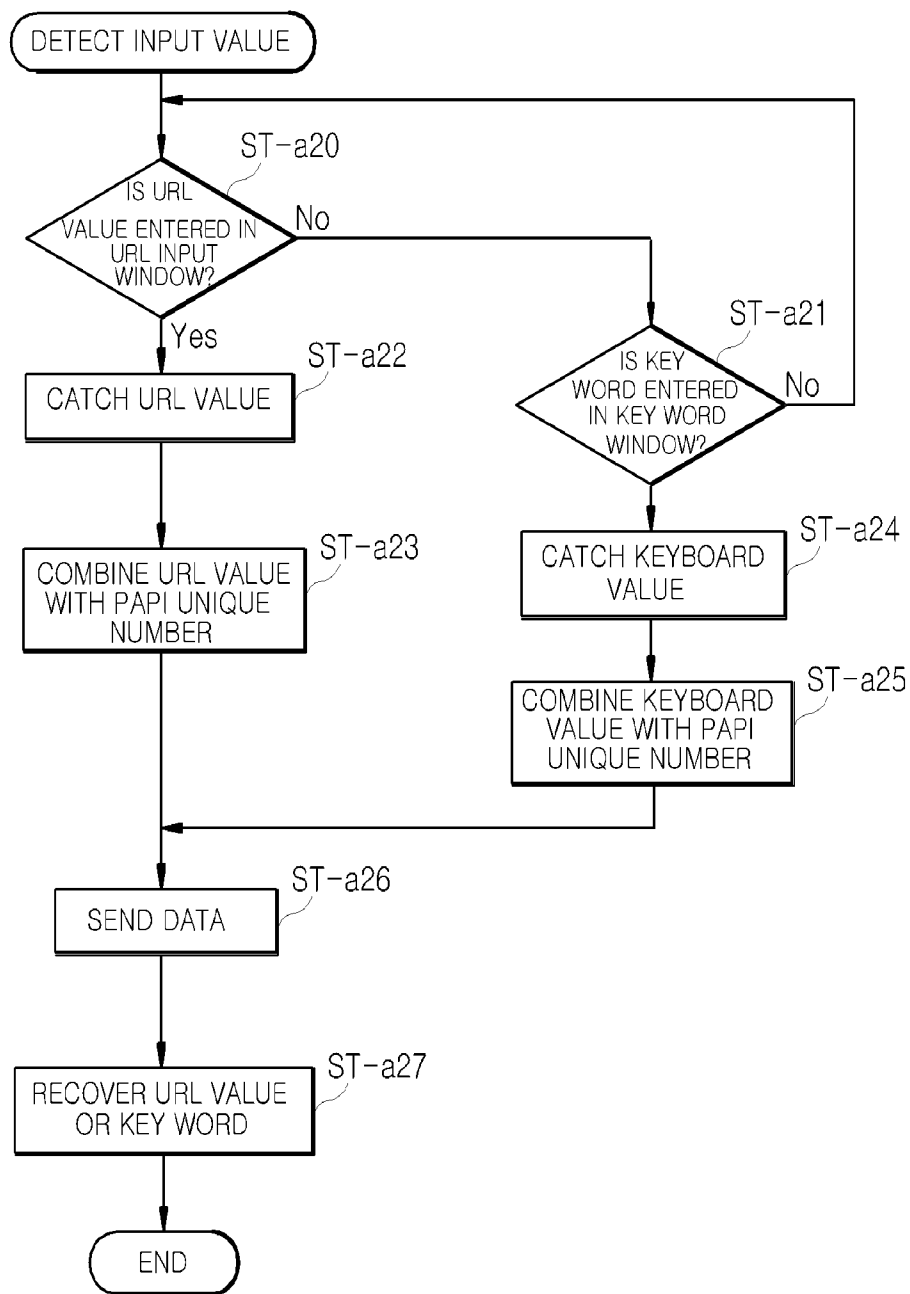 DETECT INPUT VALUE
ST-a20
IS URL
VALUE ENTERED IN
URL INPUT
WINDOW?
No
Yes
ST-a21
IS KEY
WORD ENTERED
IN KEY WORD
WINDOW?
No
ST-a22
CATCH URL VALUE
ST-a23
COMBINE URL VALUE
WITH PAPI UNIQUE
NUMBER
ST-a24
CATCH KEYBOARD
VALUE
ST-a25
COMBINE KEYBOARD
VALUE WITH PAPI
UNIQUE NUMBER
ST-a26
SEND DATA
ST-a27
RECOVER URL VALUE
OR KEY WORD
END